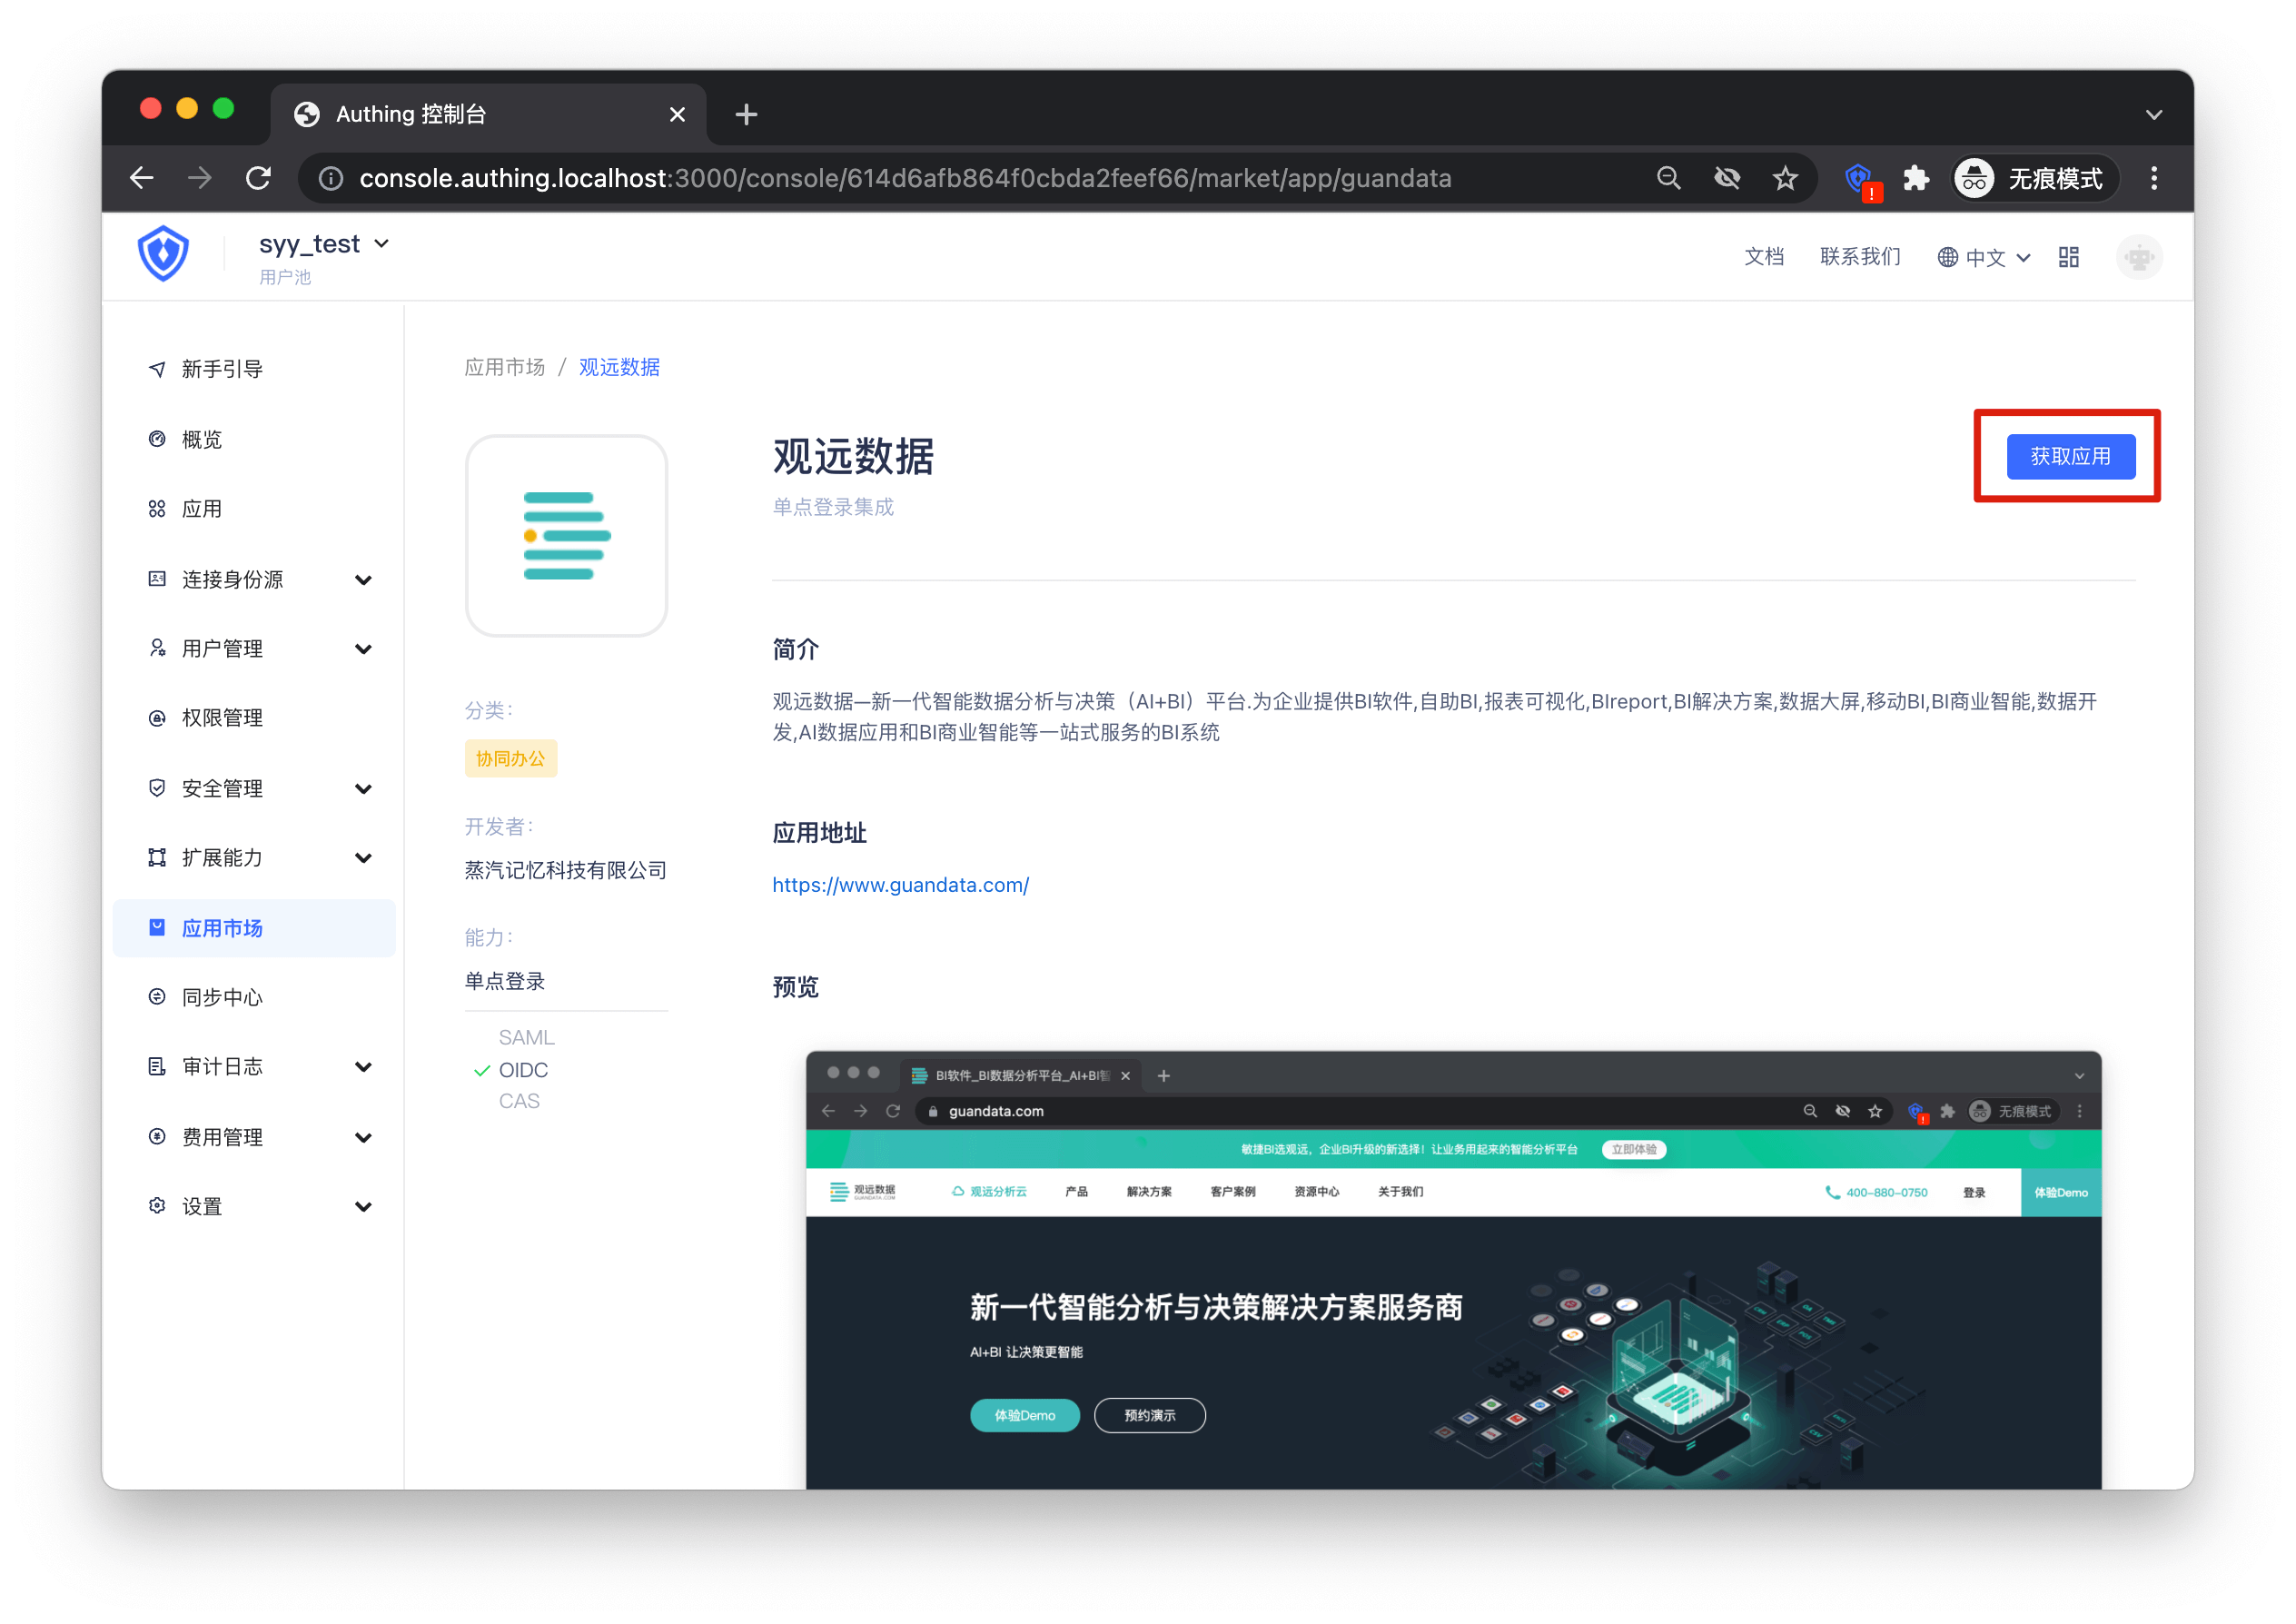 Authing 控制台
console.authing.localhost:3000/console/614d6afb864f0cbda2feef66/market/app/guandata
无痕模式
syy_test
用户池
文档 联系我们 中文
新手引导
概览
应用
连接身份源
用户管理
权限管理
安全管理
扩展能力
应用市场
同步中心
审计日志
费用管理
设置
应用市场 / 观远数据
观远数据
获取应用
单点登录集成
分类:
协同办公
开发者:
蒸汽记忆科技有限公司
能力:
单点登录
SAML
OIDC
CAS
简介
观远数据—新一代智能数据分析与决策（AI+BI）平台.为企业提供BI软件,自助BI,报表可视化,BIreport,BI解决方案,数据大屏,移动BI,BI商业智能,数据开
发,AI数据应用和BI商业智能等一站式服务的BI系统
应用地址
https://www.guandata.com/
预览
BI软件_BI数据分析平台_AI+BI智
guandata.com
无痕模式
敏捷BI选观远，企业BI升级的新选择！让业务用起来的智能分析平台 立即体验
观远数据
GUANDATA.COM
观远分析云 产品 解决方案 客户案例 资源中心 关于我们 400-880-0750 登录 体验Demo
新一代智能分析与决策解决方案服务商
AI+BI 让决策更智能
体验Demo 预约演示